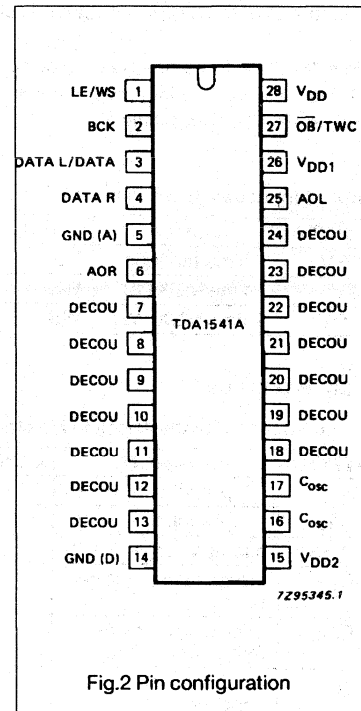 LE/WS 1 28 VDD
BCK 2 27 O̅B̅/TWC
DATA L/DATA 3 26 VDD1
DATA R 4 25 AOL
GND (A) 5 24 DECOU
AOR 6 23 DECOU
DECOU 7 22 DECOU
TDA1541A
DECOU 8 21 DECOU
DECOU 9 20 DECOU
DECOU 10 19 DECOU
DECOU 11 18 DECOU
DECOU 12 17 Cosc
DECOU 13 16 Cosc
GND (D) 14 15 VDD2
7Z95345.1
Fig.2 Pin configuration